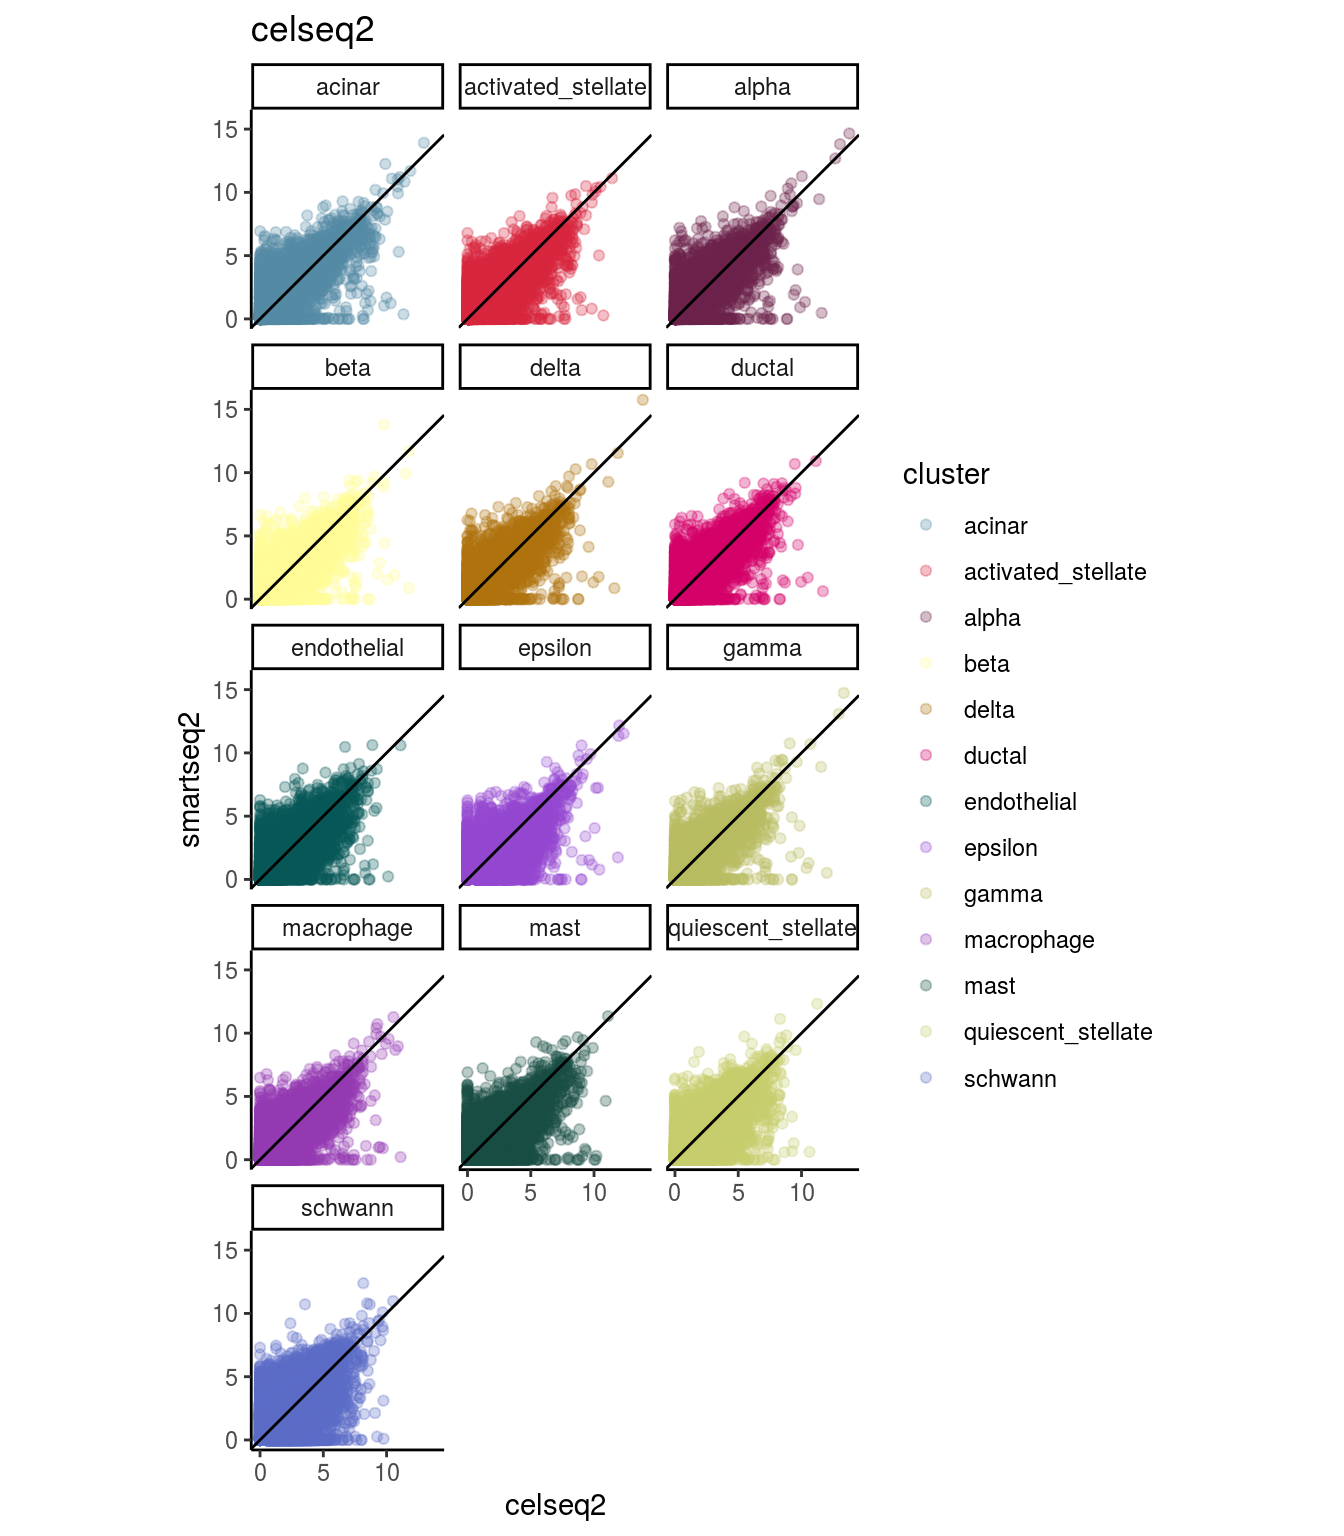 celseq2
acinar activated_stellate alpha
15
10
5
0
beta delta ductal
15
10
5
0
endothelial epsilon gamma
15
10
5
0
macrophage mast quiescent_stellate
15
10
5
0
0 5 10 0 5 10
schwann
15
10
5
0
0 5 10
celseq2
smartseq2
cluster
acinar
activated_stellate
alpha
beta
delta
ductal
endothelial
epsilon
gamma
macrophage
mast
quiescent_stellate
schwann